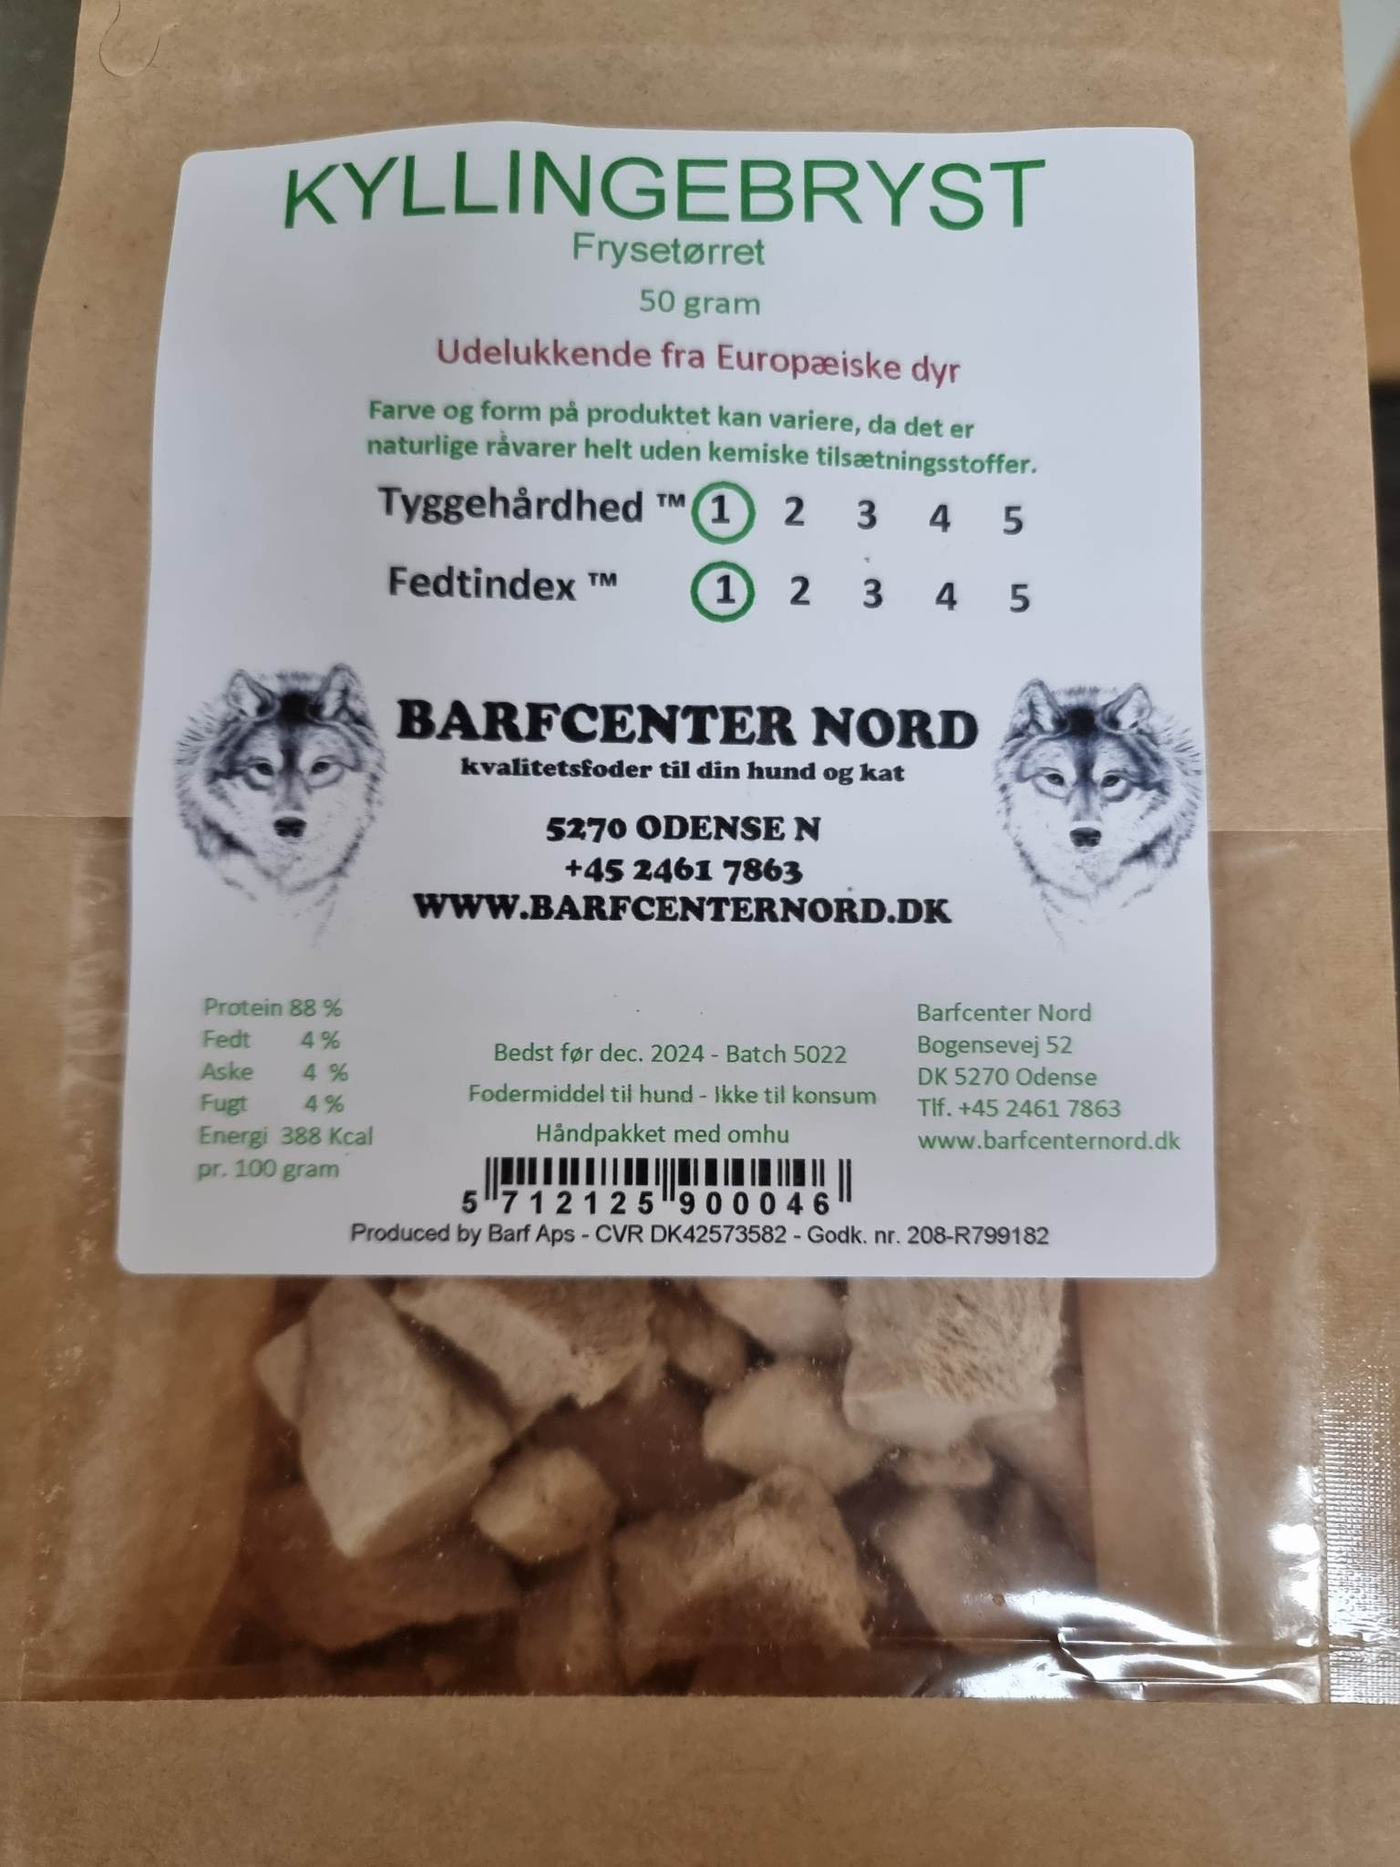 KYLLINGEBRYST
Frysetørret
50 gram
Udelukkende fra Europæiske dyr
Farve og form på produktet kan variere, da det er
naturlige råvarer helt uden kemiske tilsætningsstoffer.
Tyggehårdhed ™ 1 2 3 4 5
Fedtindex ™ 1 2 3 4 5
BARFCENTER NORD
kvalitetsfoder til din hund og kat
5270 ODENSE N
+45 2461 7863
WWW.BARFCENTERNORD.DK
Protein 88 %
Fedt 4 %
Aske 4 %
Fugt 4 %
Energi 388 Kcal
pr. 100 gram
Bedst før dec. 2024 - Batch 5022
Fodermiddel til hund - Ikke til konsum
Håndpakket med omhu
5 712125 900046
Barfcenter Nord
Bogensevej 52
DK 5270 Odense
Tlf. +45 2461 7863
www.barfcenternord.dk
Produced by Barf Aps - CVR DK42573582 - Godk. nr. 208-R799182